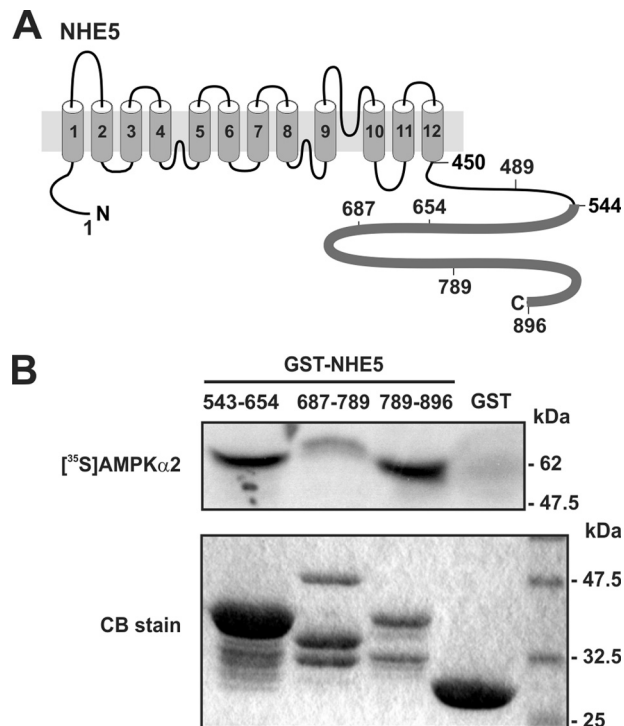 A
NHE5
1 2 3 4 5 6 7 8 9 10 11 12
450
489
N
1
687 654
544
789
C
896
B
GST-NHE5
543-654 687-789 789-896 GST
kDa
[³⁵S]AMPKα2
- 62
- 47.5
kDa
- 47.5
CB stain
- 32.5
- 25